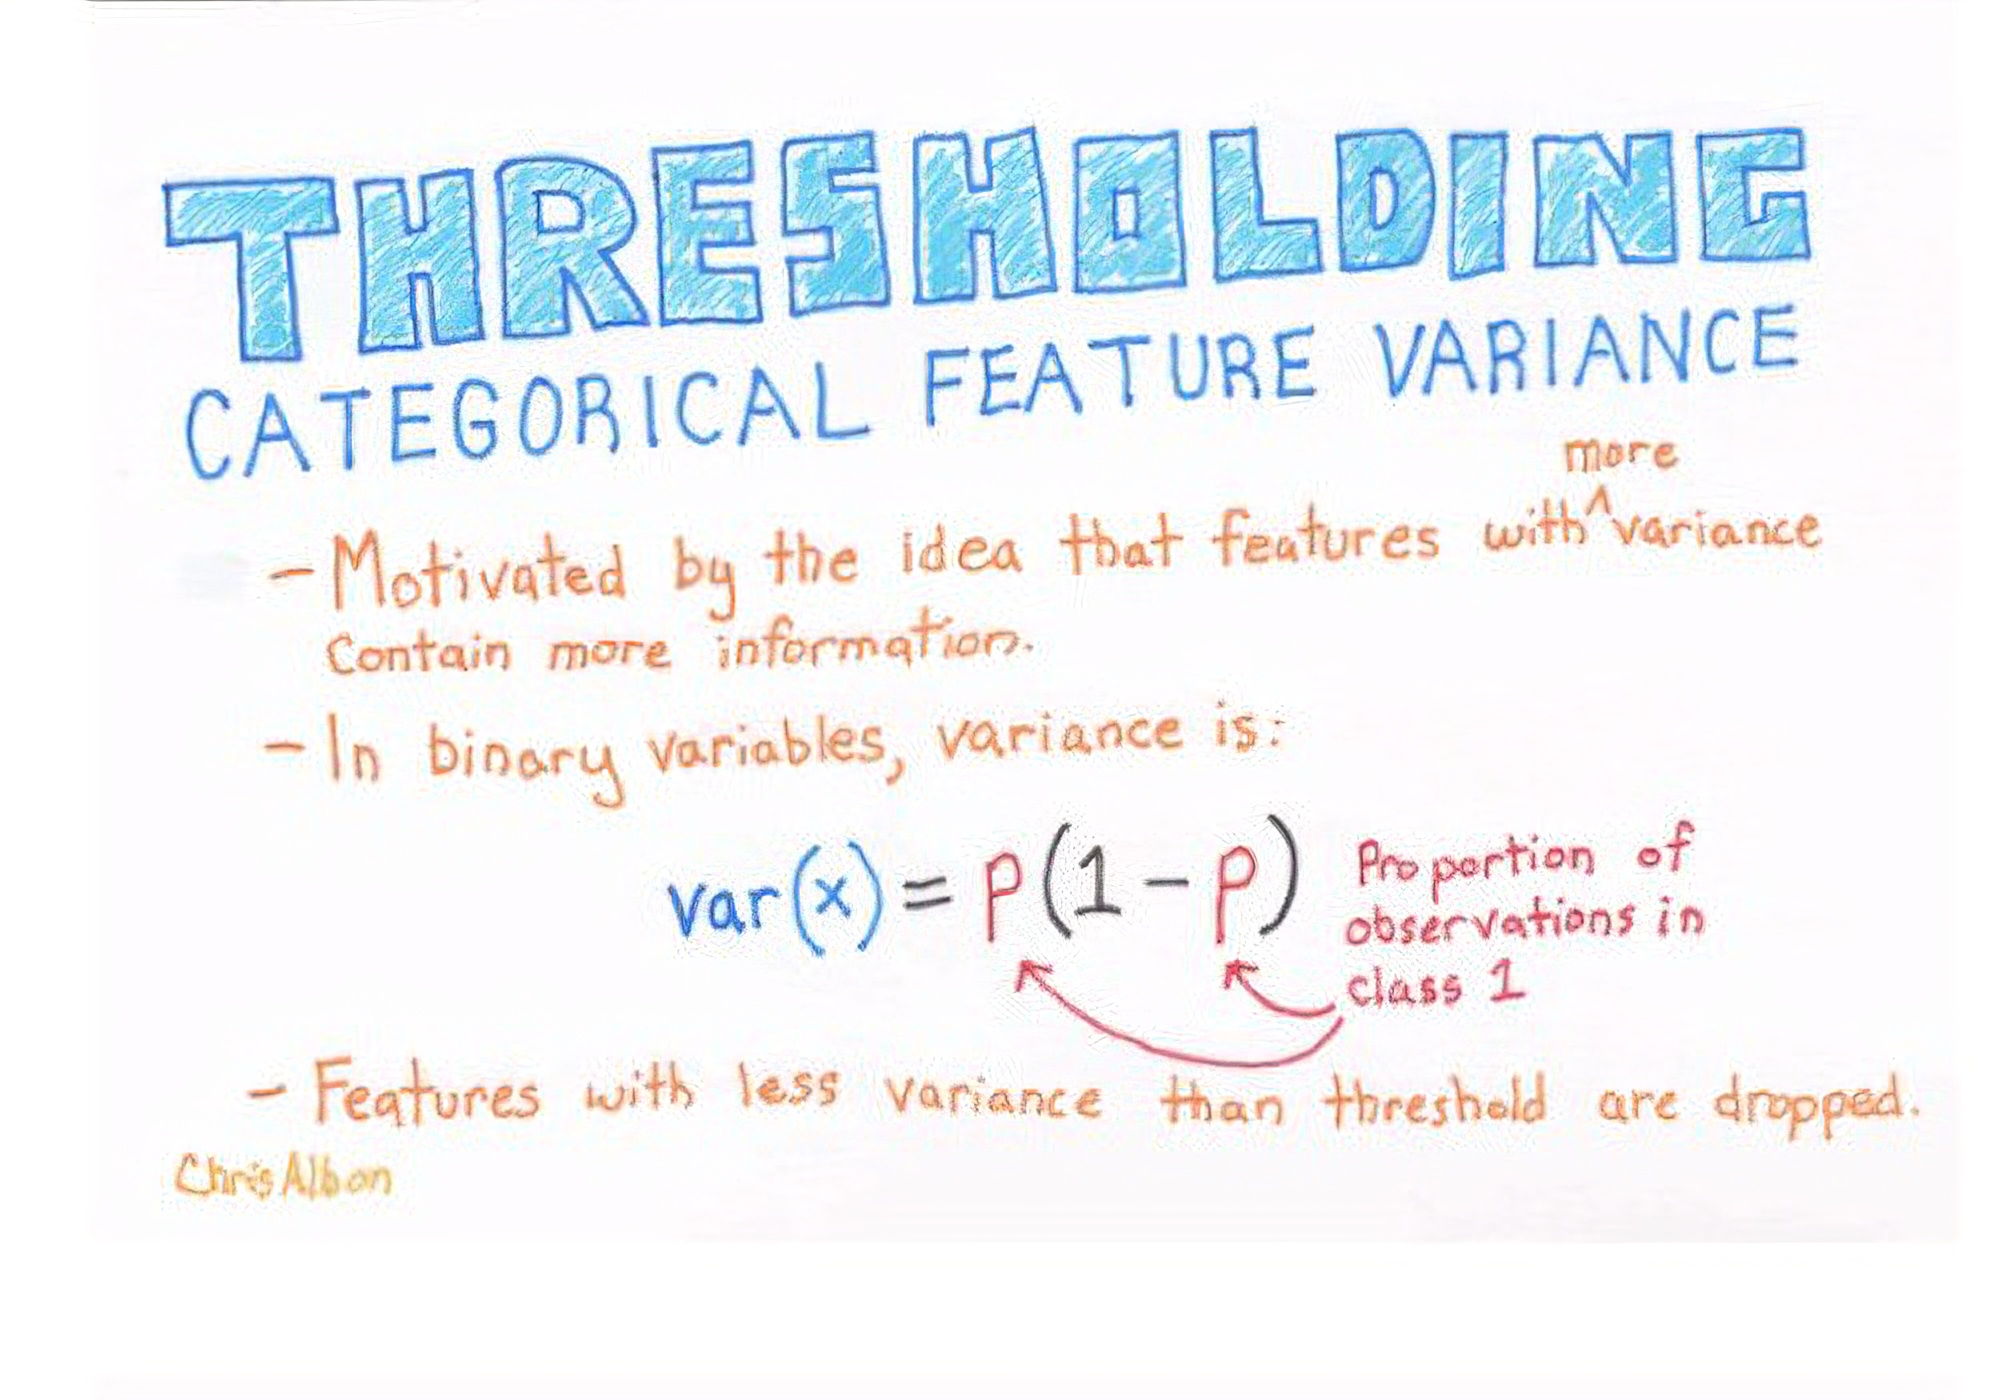 THRESHOLDING
CATEGORICAL FEATURE VARIANCE
more
- Motivated by the idea that features with^variance
Contain more information.
- In binary variables, variance is:
var(x) = P(1-P)
Proportion of
observations in
class 1
- Features with less variance than threshold are dropped.
Chris Albon